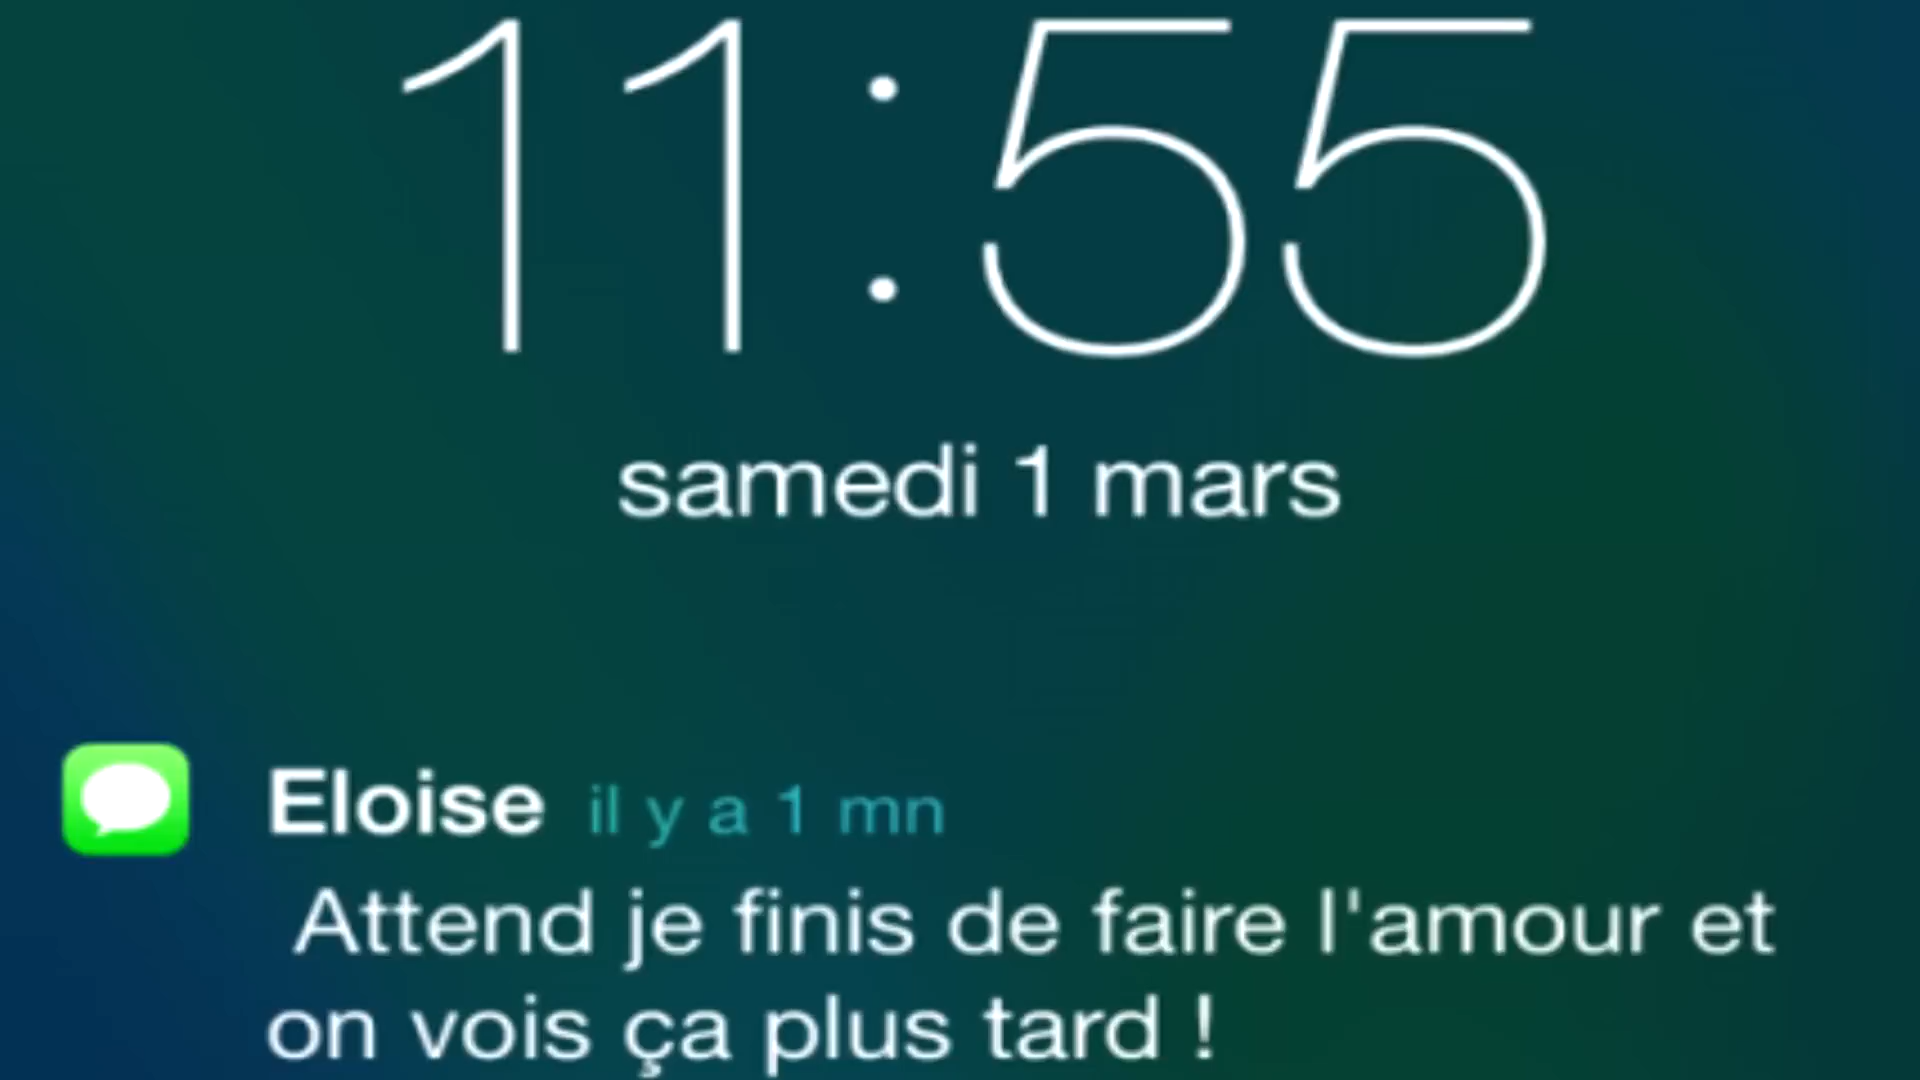 11:55
samedi 1 mars
Eloise il y a 1 mn
Attend je finis de faire l'amour et
on vois ça plus tard !